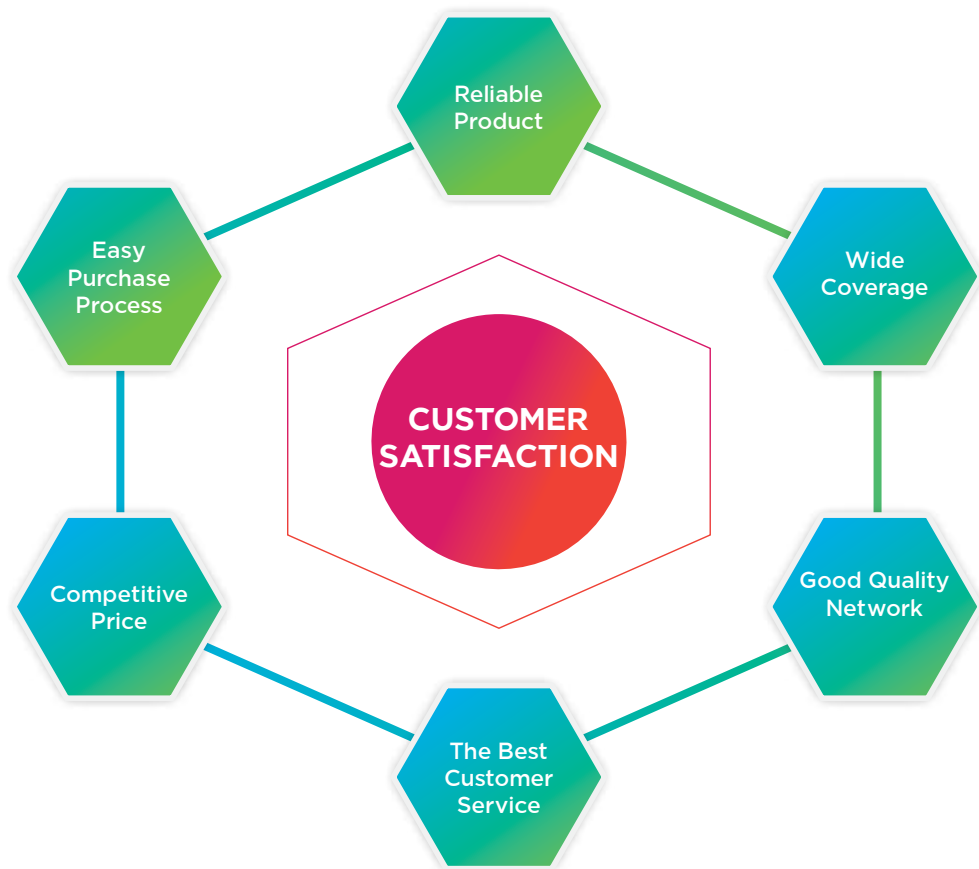 Reliable
Product
Easy
Purchase
Process
Wide
Coverage
CUSTOMER
SATISFACTION
Competitive
Price
Good Quality
Network
The Best
Customer
Service